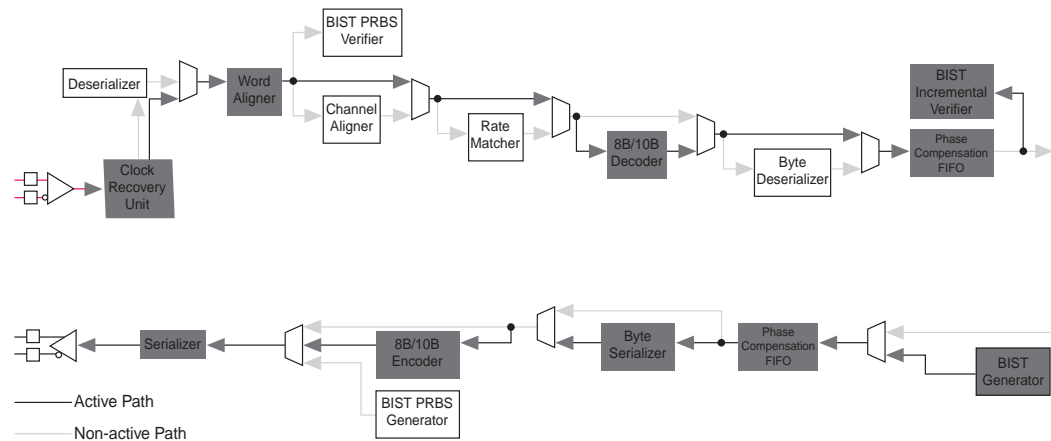 BIST PRBS
Verifier
Deserializer
Word
Aligner
BIST
Incremental
Verifier
Channel
Aligner
Rate
Matcher
8B/10B
Decoder
Phase
Compensation
FIFO
Clock
Recovery
Unit
Byte
Deserializer
Serializer
8B/10B
Encoder
Byte
Serializer
Phase
Compensation
FIFO
BIST
Generator
BIST PRBS
Generator
Active Path
Non-active Path